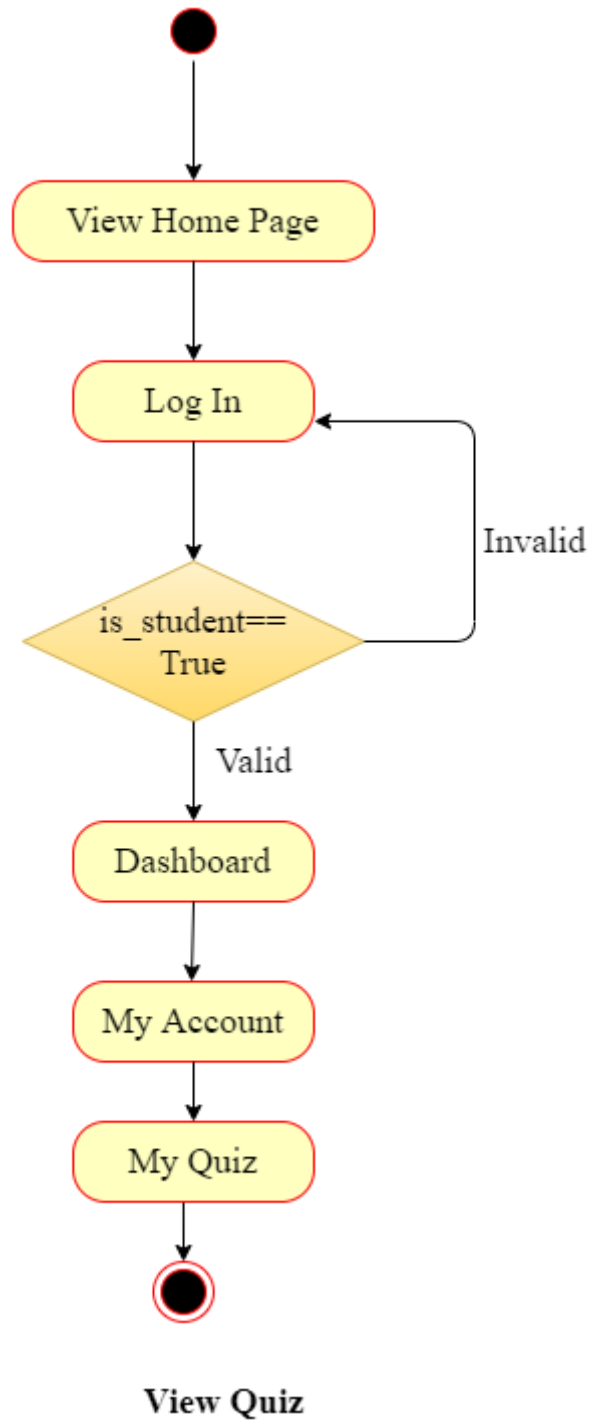 View Home Page
Log In
Invalid
is_student==
True
Valid
Dashboard
My Account
My Quiz
View Quiz